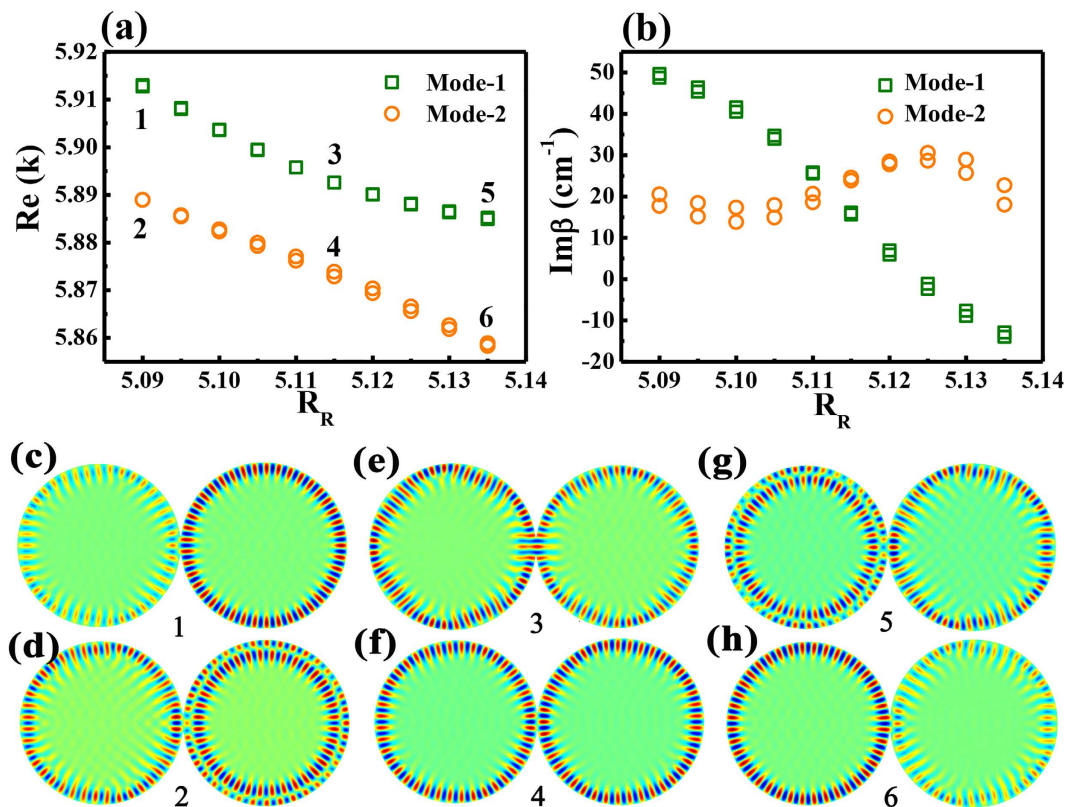 (a)
5.92
5.91
5.90
5.89
5.88
5.87
5.86
Re (k)
Mode-1
Mode-2
1
2
3
4
5
6
5.09 5.10 5.11 5.12 5.13 5.14
R_R
(b)
50
40
30
20
10
0
-10
-20
Imβ (cm⁻¹)
Mode-1
Mode-2
5.09 5.10 5.11 5.12 5.13 5.14
R_R
(c) (e) (g)
1 3 5
(d) (f) (h)
2 4 6